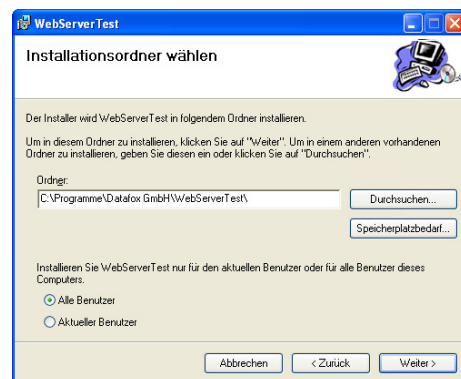 WebServerTest
Installationsordner wählen
Der Installer wird WebServerTest in folgendem Ordner installieren.
Um in diesem Ordner zu installieren, klicken Sie auf "Weiter". Um in einem anderen vorhandenen
Ordner zu installieren, geben Sie diesen ein oder klicken Sie auf "Durchsuchen".
Ordner:
C:\Programme\Datafox GmbH\WebServerTest\
Durchsuchen...
Speicherplatzbedarf...
Installieren Sie WebServerTest nur für den aktuellen Benutzer oder für alle Benutzer dieses
Computers.
Alle Benutzer
Aktueller Benutzer
Abbrechen
< Zurück
Weiter >